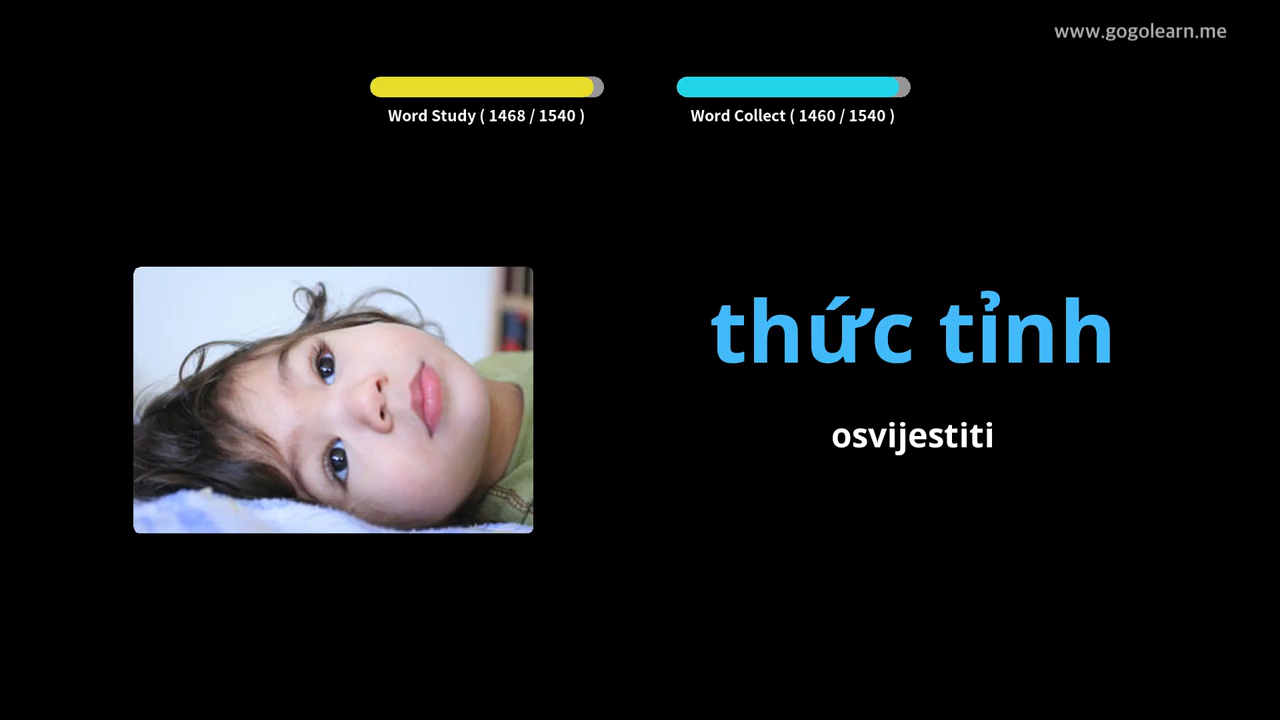 www.gogolearn.me
Word Study ( 1468 / 1540 )
Word Collect ( 1460 / 1540 )
thức tỉnh
osvijestiti